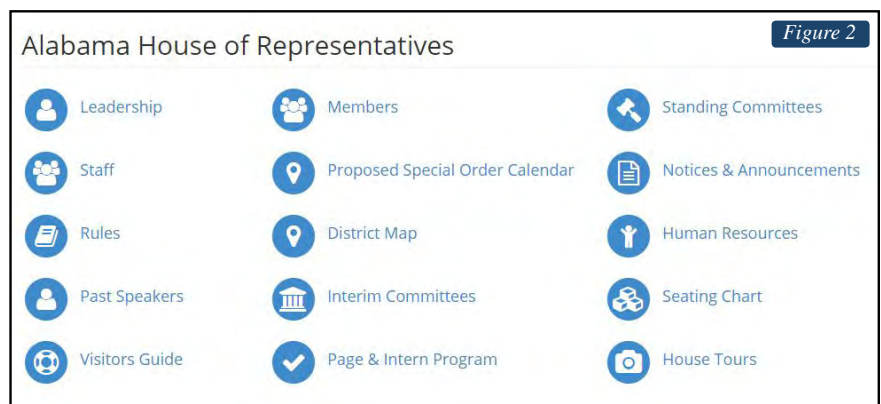 Figure 2
Alabama House of Representatives
Leadership
Members
Standing Committees
Staff
Proposed Special Order Calendar
Notices & Announcements
Rules
District Map
Human Resources
Past Speakers
Interim Committees
Seating Chart
Visitors Guide
Page & Intern Program
House Tours